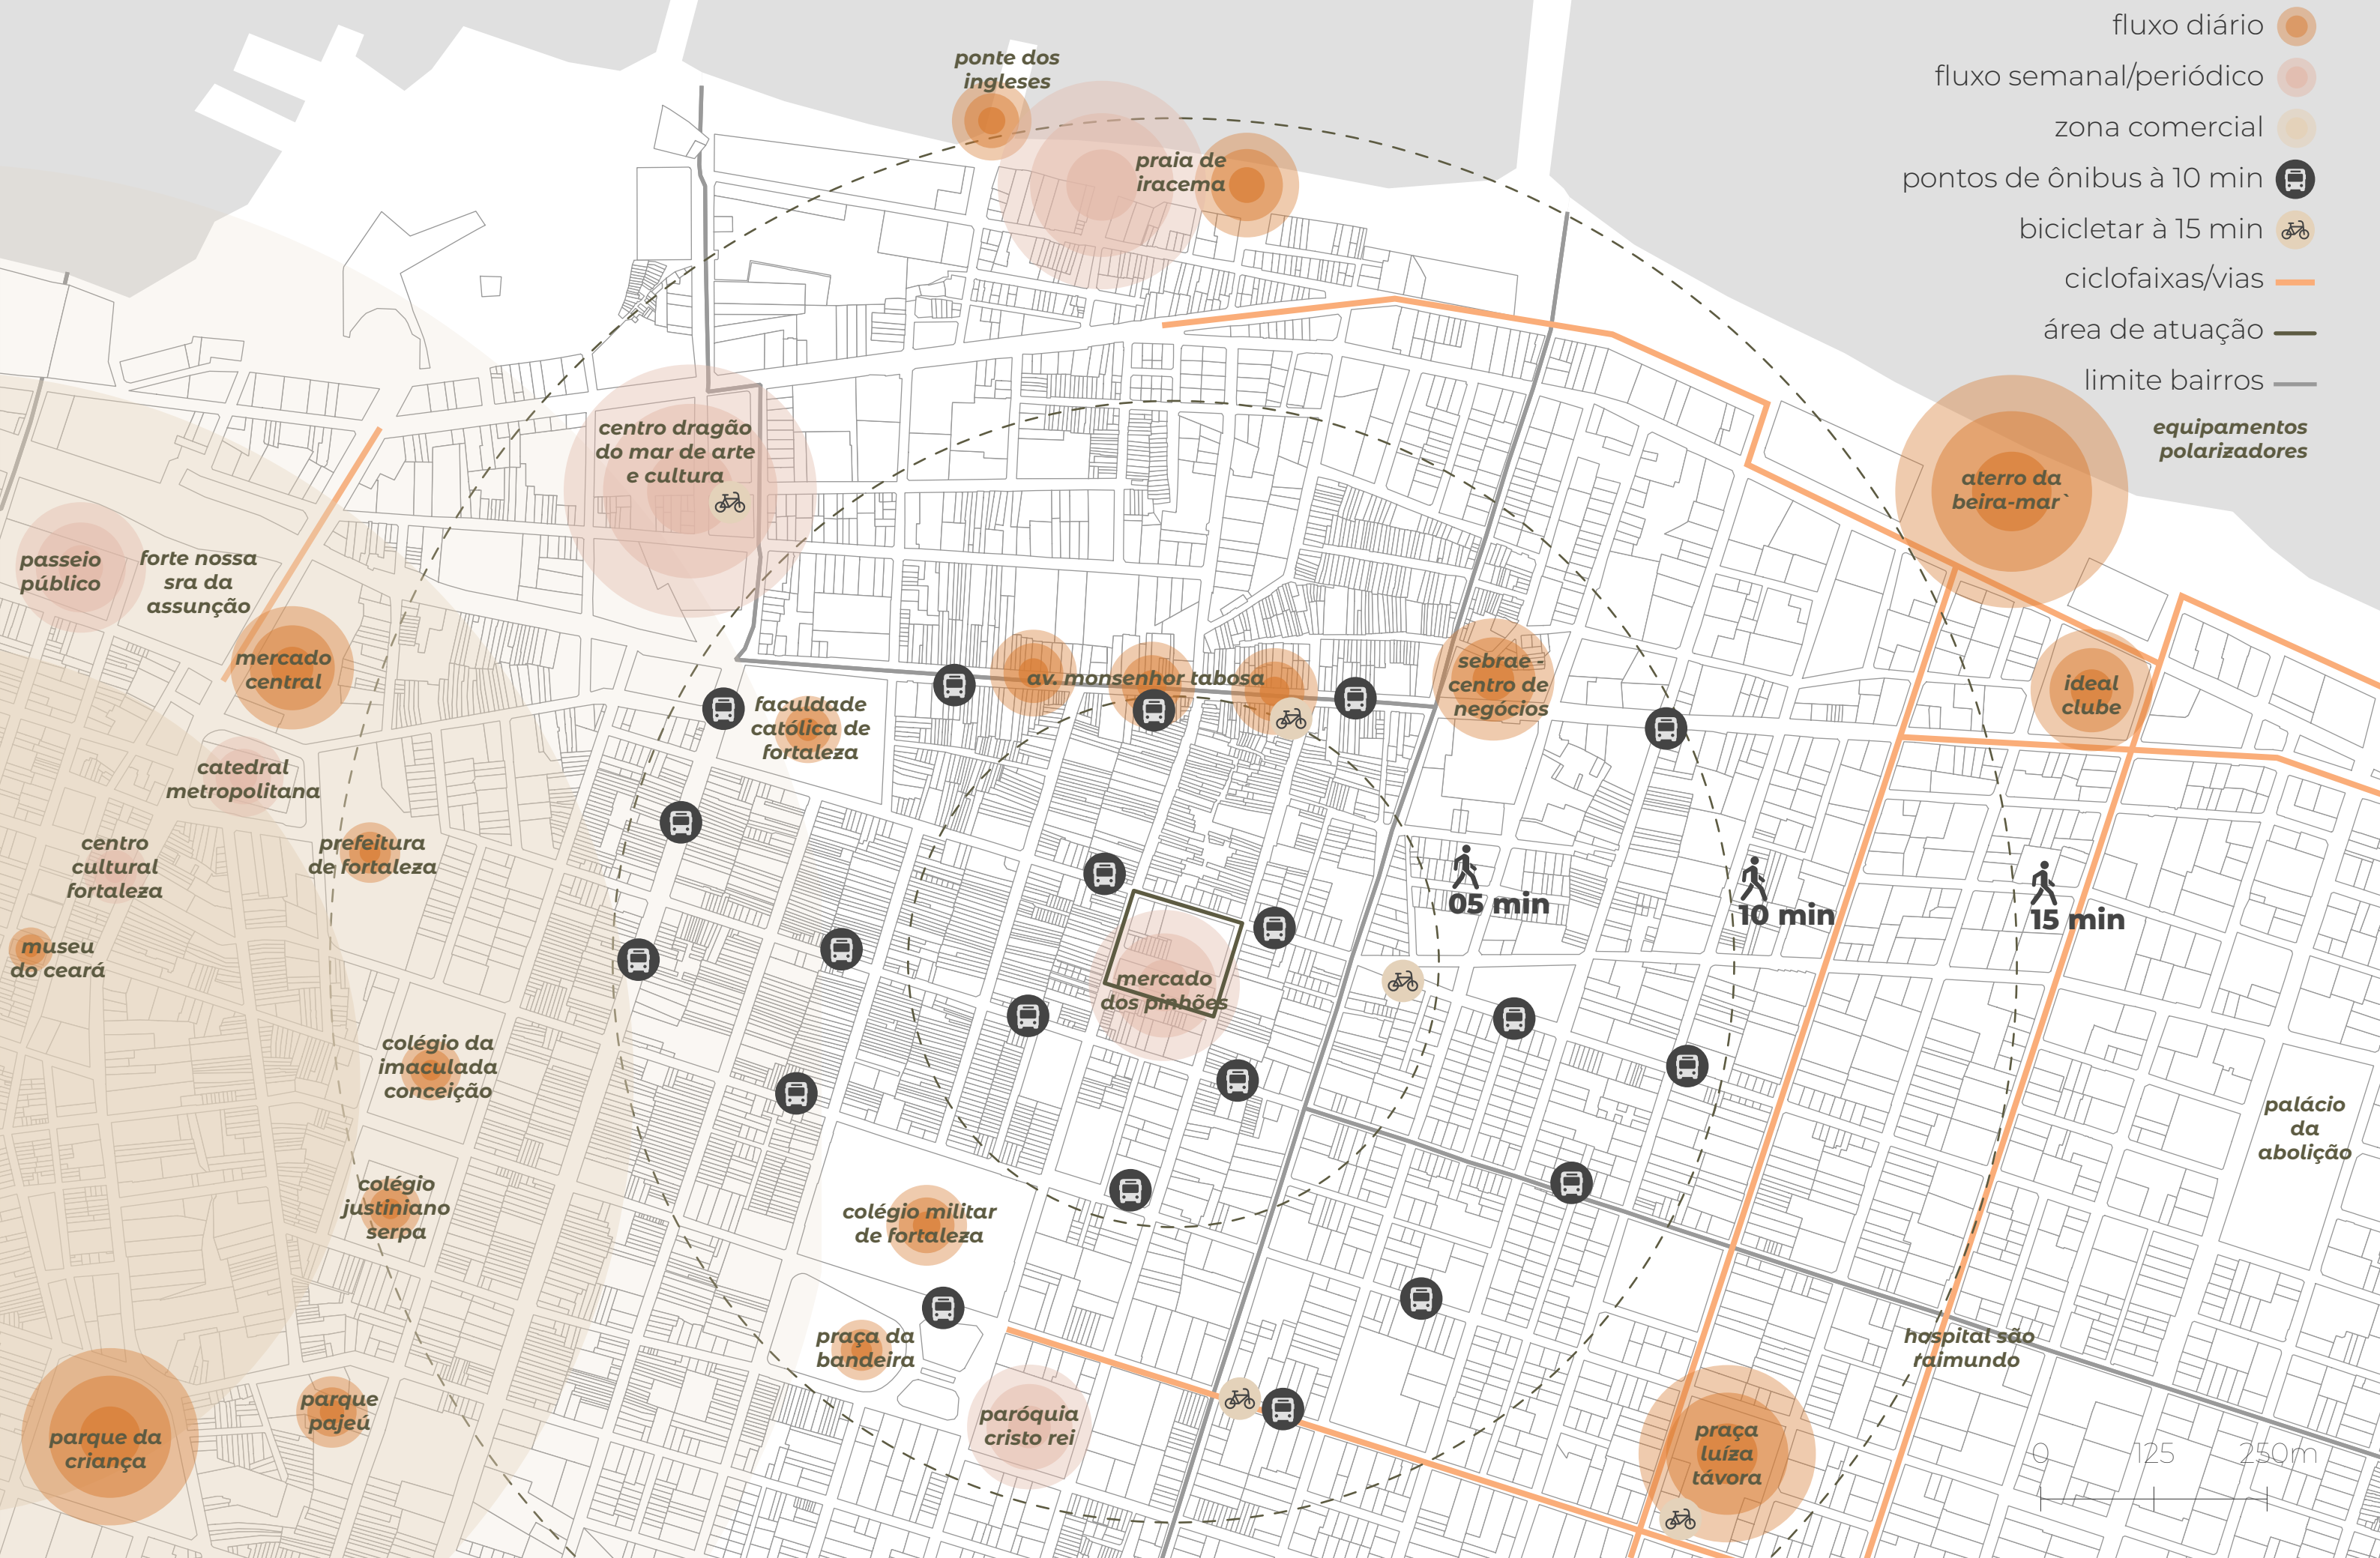 fluxo diário
fluxo semanal/periódico
zona comercial
pontos de ônibus à 10 min
bicicletar à 15 min
ciclofaixas/vias
área de atuação
limite bairros
equipamentos
polarizadores
ponte dos
ingleses
praia de
iracema
centro dragão
do mar de arte
e cultura
aterro da
beira-mar`
passeio
público
forte nossa
sra da
assunção
mercado
central
av. monsenhor tabosa
sebrae -
centro de
negócios
ideal
clube
faculdade
católica de
fortaleza
catedral
metropolitana
centro
cultural
fortaleza
prefeitura
de fortaleza
05 min
10 min
15 min
museu
do ceará
mercado
dos pinhões
colégio da
imaculada
conceição
palácio
da
abolição
colégio
justiniano
serpa
colégio militar
de fortaleza
praça da
bandeira
hospital são
raimundo
parque da
criança
parque
pajeú
paróquia
cristo rei
praça
luíza
távora
0 125 250m